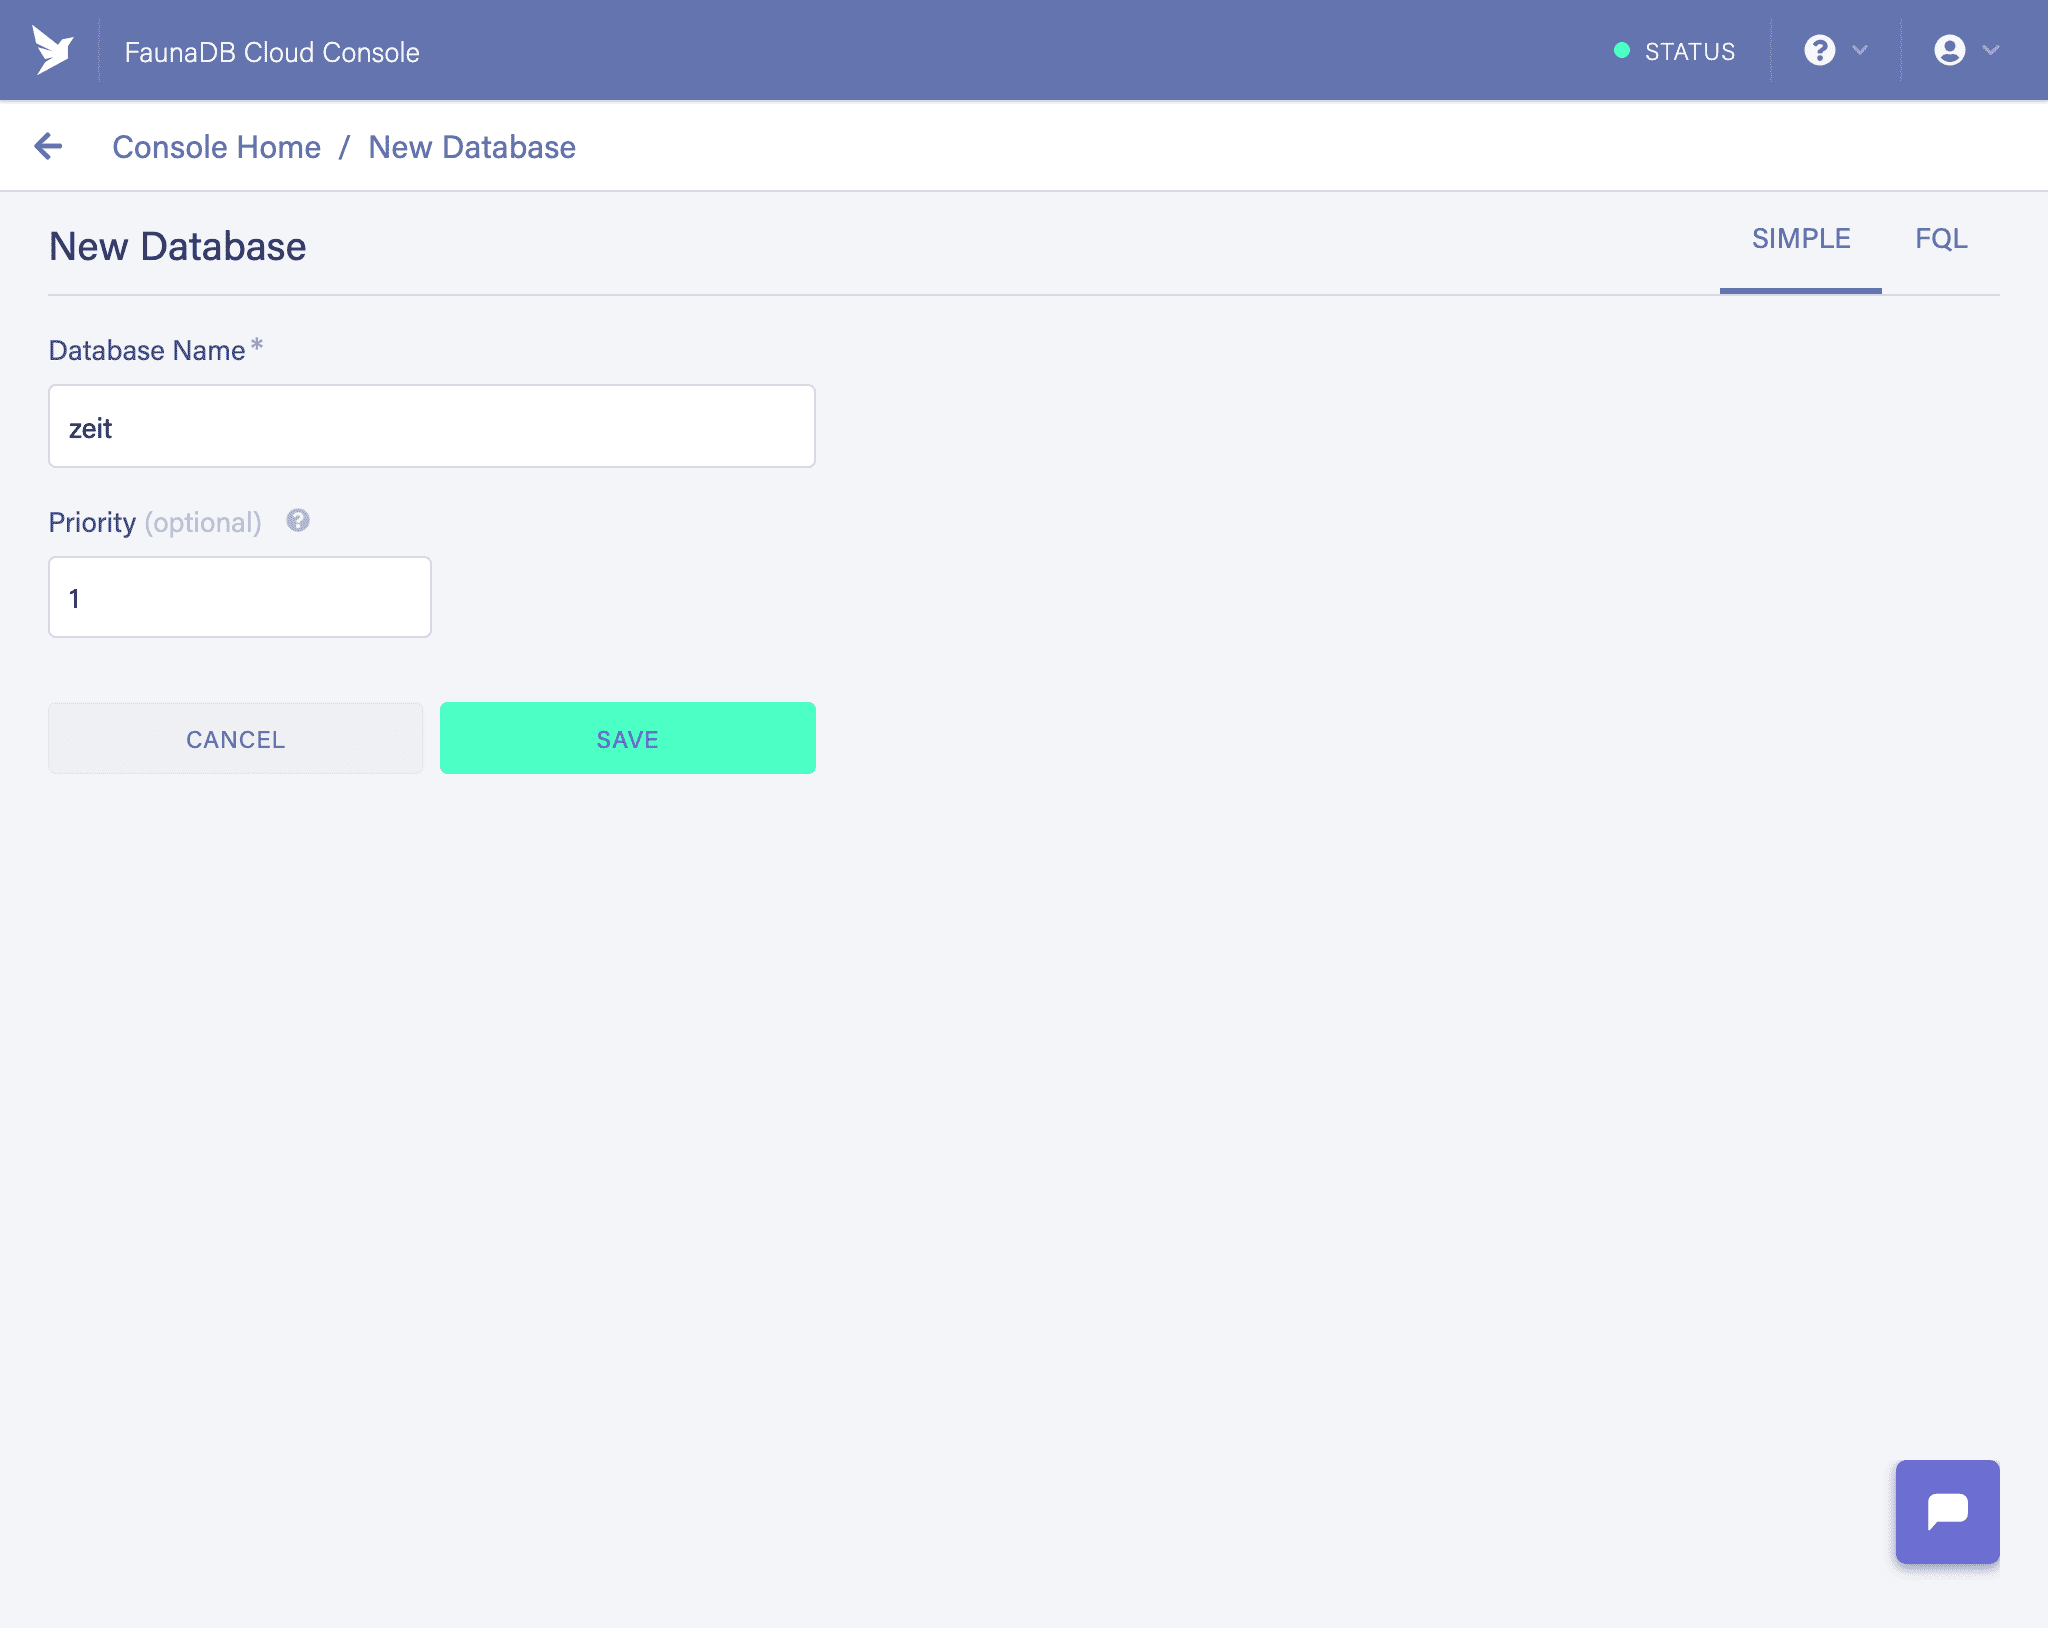 FaunaDB Cloud Console
STATUS
Console Home / New Database
New Database
SIMPLE
FQL
Database Name*
zeit
Priority (optional)
1
CANCEL
SAVE